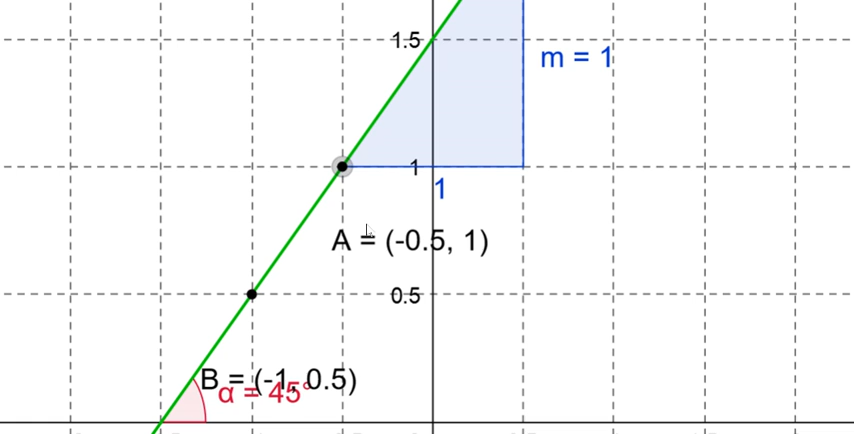 1.5
m = 1
1
1
A = (-0.5, 1)
0.5
B = (-1, 0.5)
α = 45°